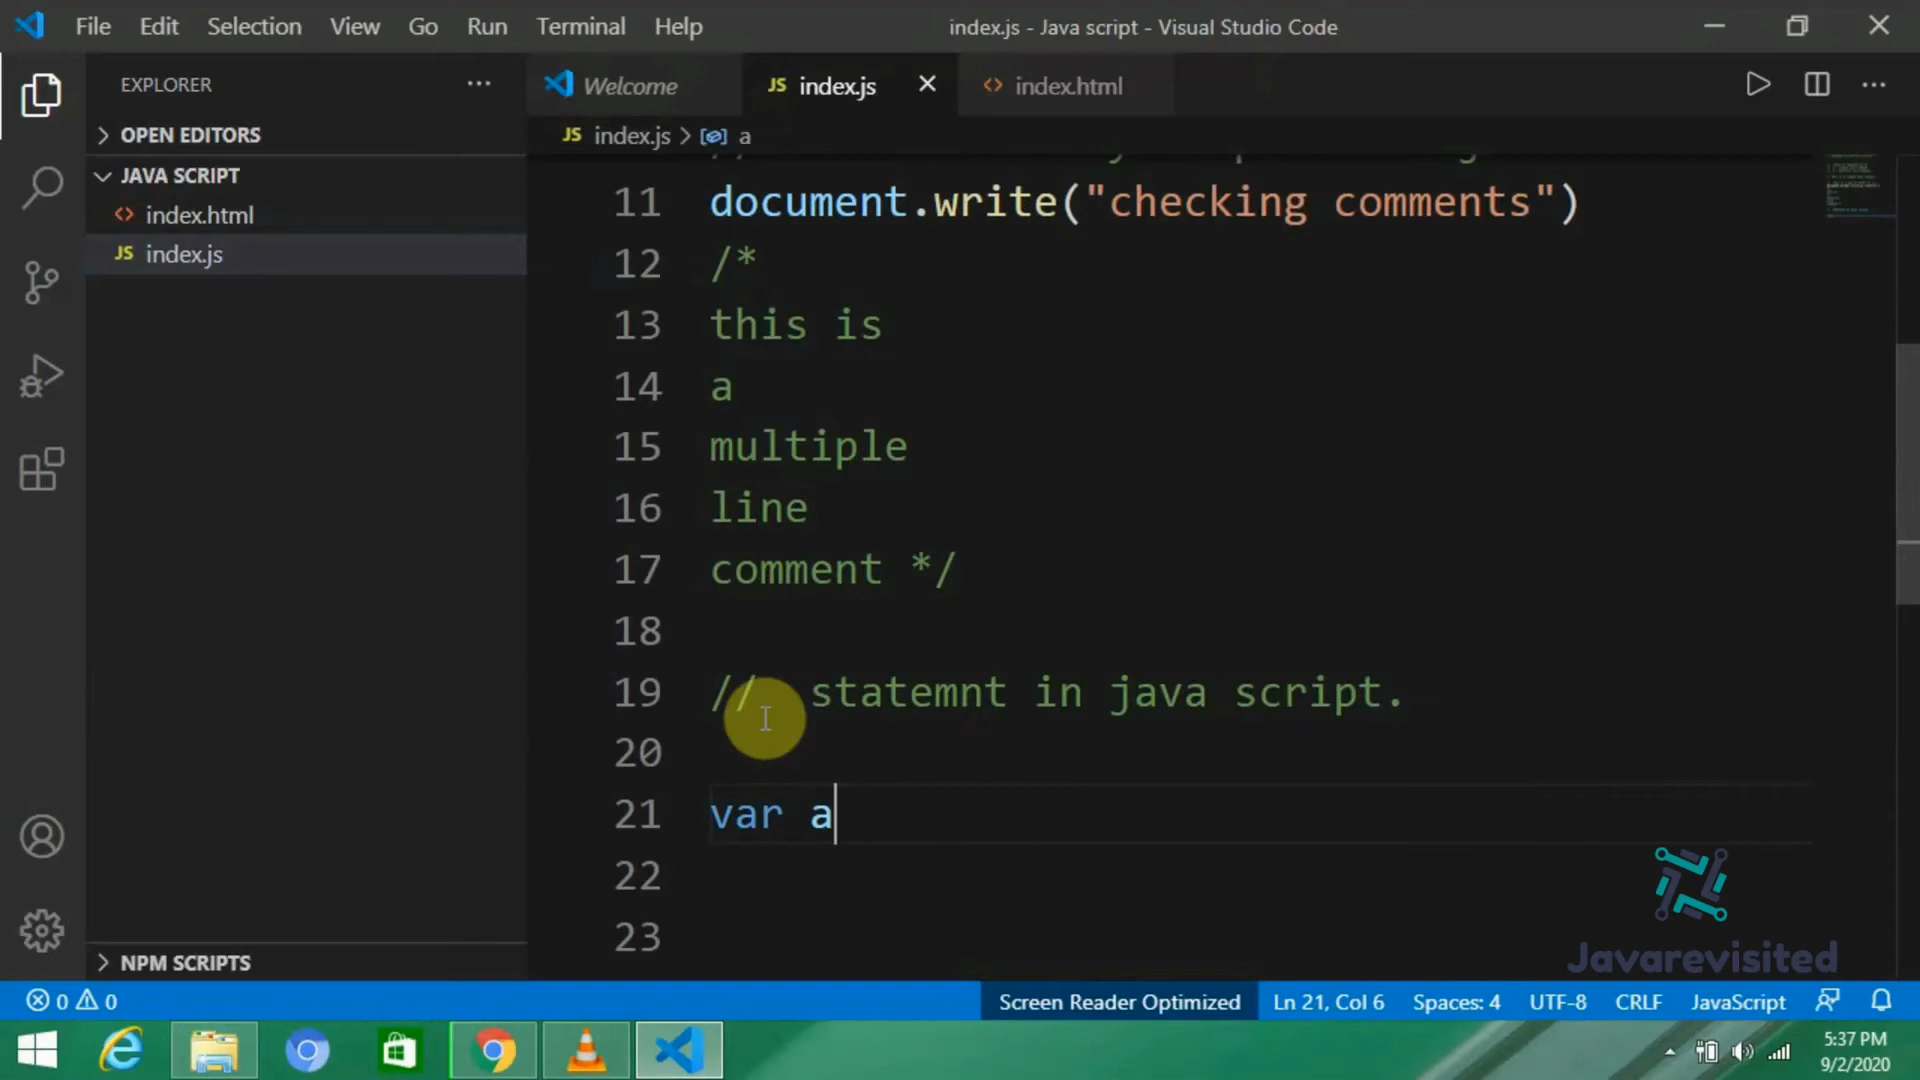 File Edit Selection View Go Run Terminal Help
index.js - Java script - Visual Studio Code
EXPLORER
Welcome
JS index.js
index.html
OPEN EDITORS
JS index.js > a
JAVA SCRIPT
index.html
JS index.js
11 document.write("checking comments")
12 /*
13 this is
14 a
15 multiple
16 line
17 comment */
18
19 //  statemnt in java script.
20
21 var a
22
23
Javarevisited
NPM SCRIPTS
0 0
Screen Reader Optimized Ln 21, Col 6 Spaces: 4 UTF-8 CRLF JavaScript
5:37 PM
9/2/2020